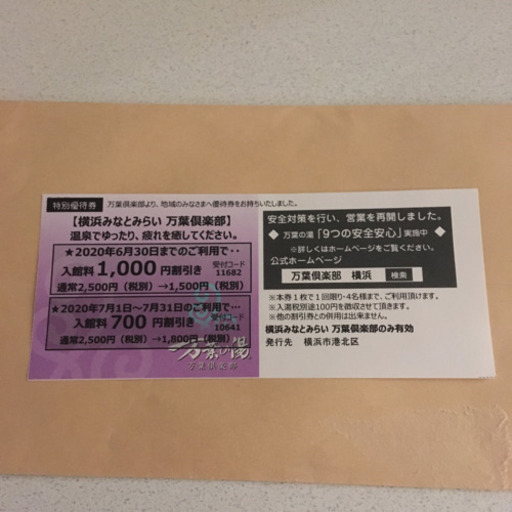 特別優待券 万葉倶楽部より、地域のみなさまへ優待券をお持ちいたしました。
【横浜みなとみらい 万葉倶楽部】
温泉でゆったり、疲れを癒してください。
★2020年6月30日までのご利用で‥
入館料1,000円割引き 受付コード
11682
通常2,500円（税別）→1,500円（税別）
★2020年7月1日～7月31日のご利用で‥
入館料 700円割引き 受付コード
10641
通常2,500円（税別）→1,800円（税別）
万葉の湯
万葉倶楽部
安全対策を行い、営業を再開しました。
◆ 万葉の湯「9つの安全安心」実施中 ◆
※詳しくはホームページをご覧ください。
公式ホームページ
万葉倶楽部 横浜 検索
※本券1枚で1回限り-4名様まで、ご利用頂けます。
※入湯税別途100円を徴収させて頂きます。
※他の割引券との併用は出来ません。
横浜みなとみらい 万葉倶楽部のみ有効
発行先 横浜市港北区